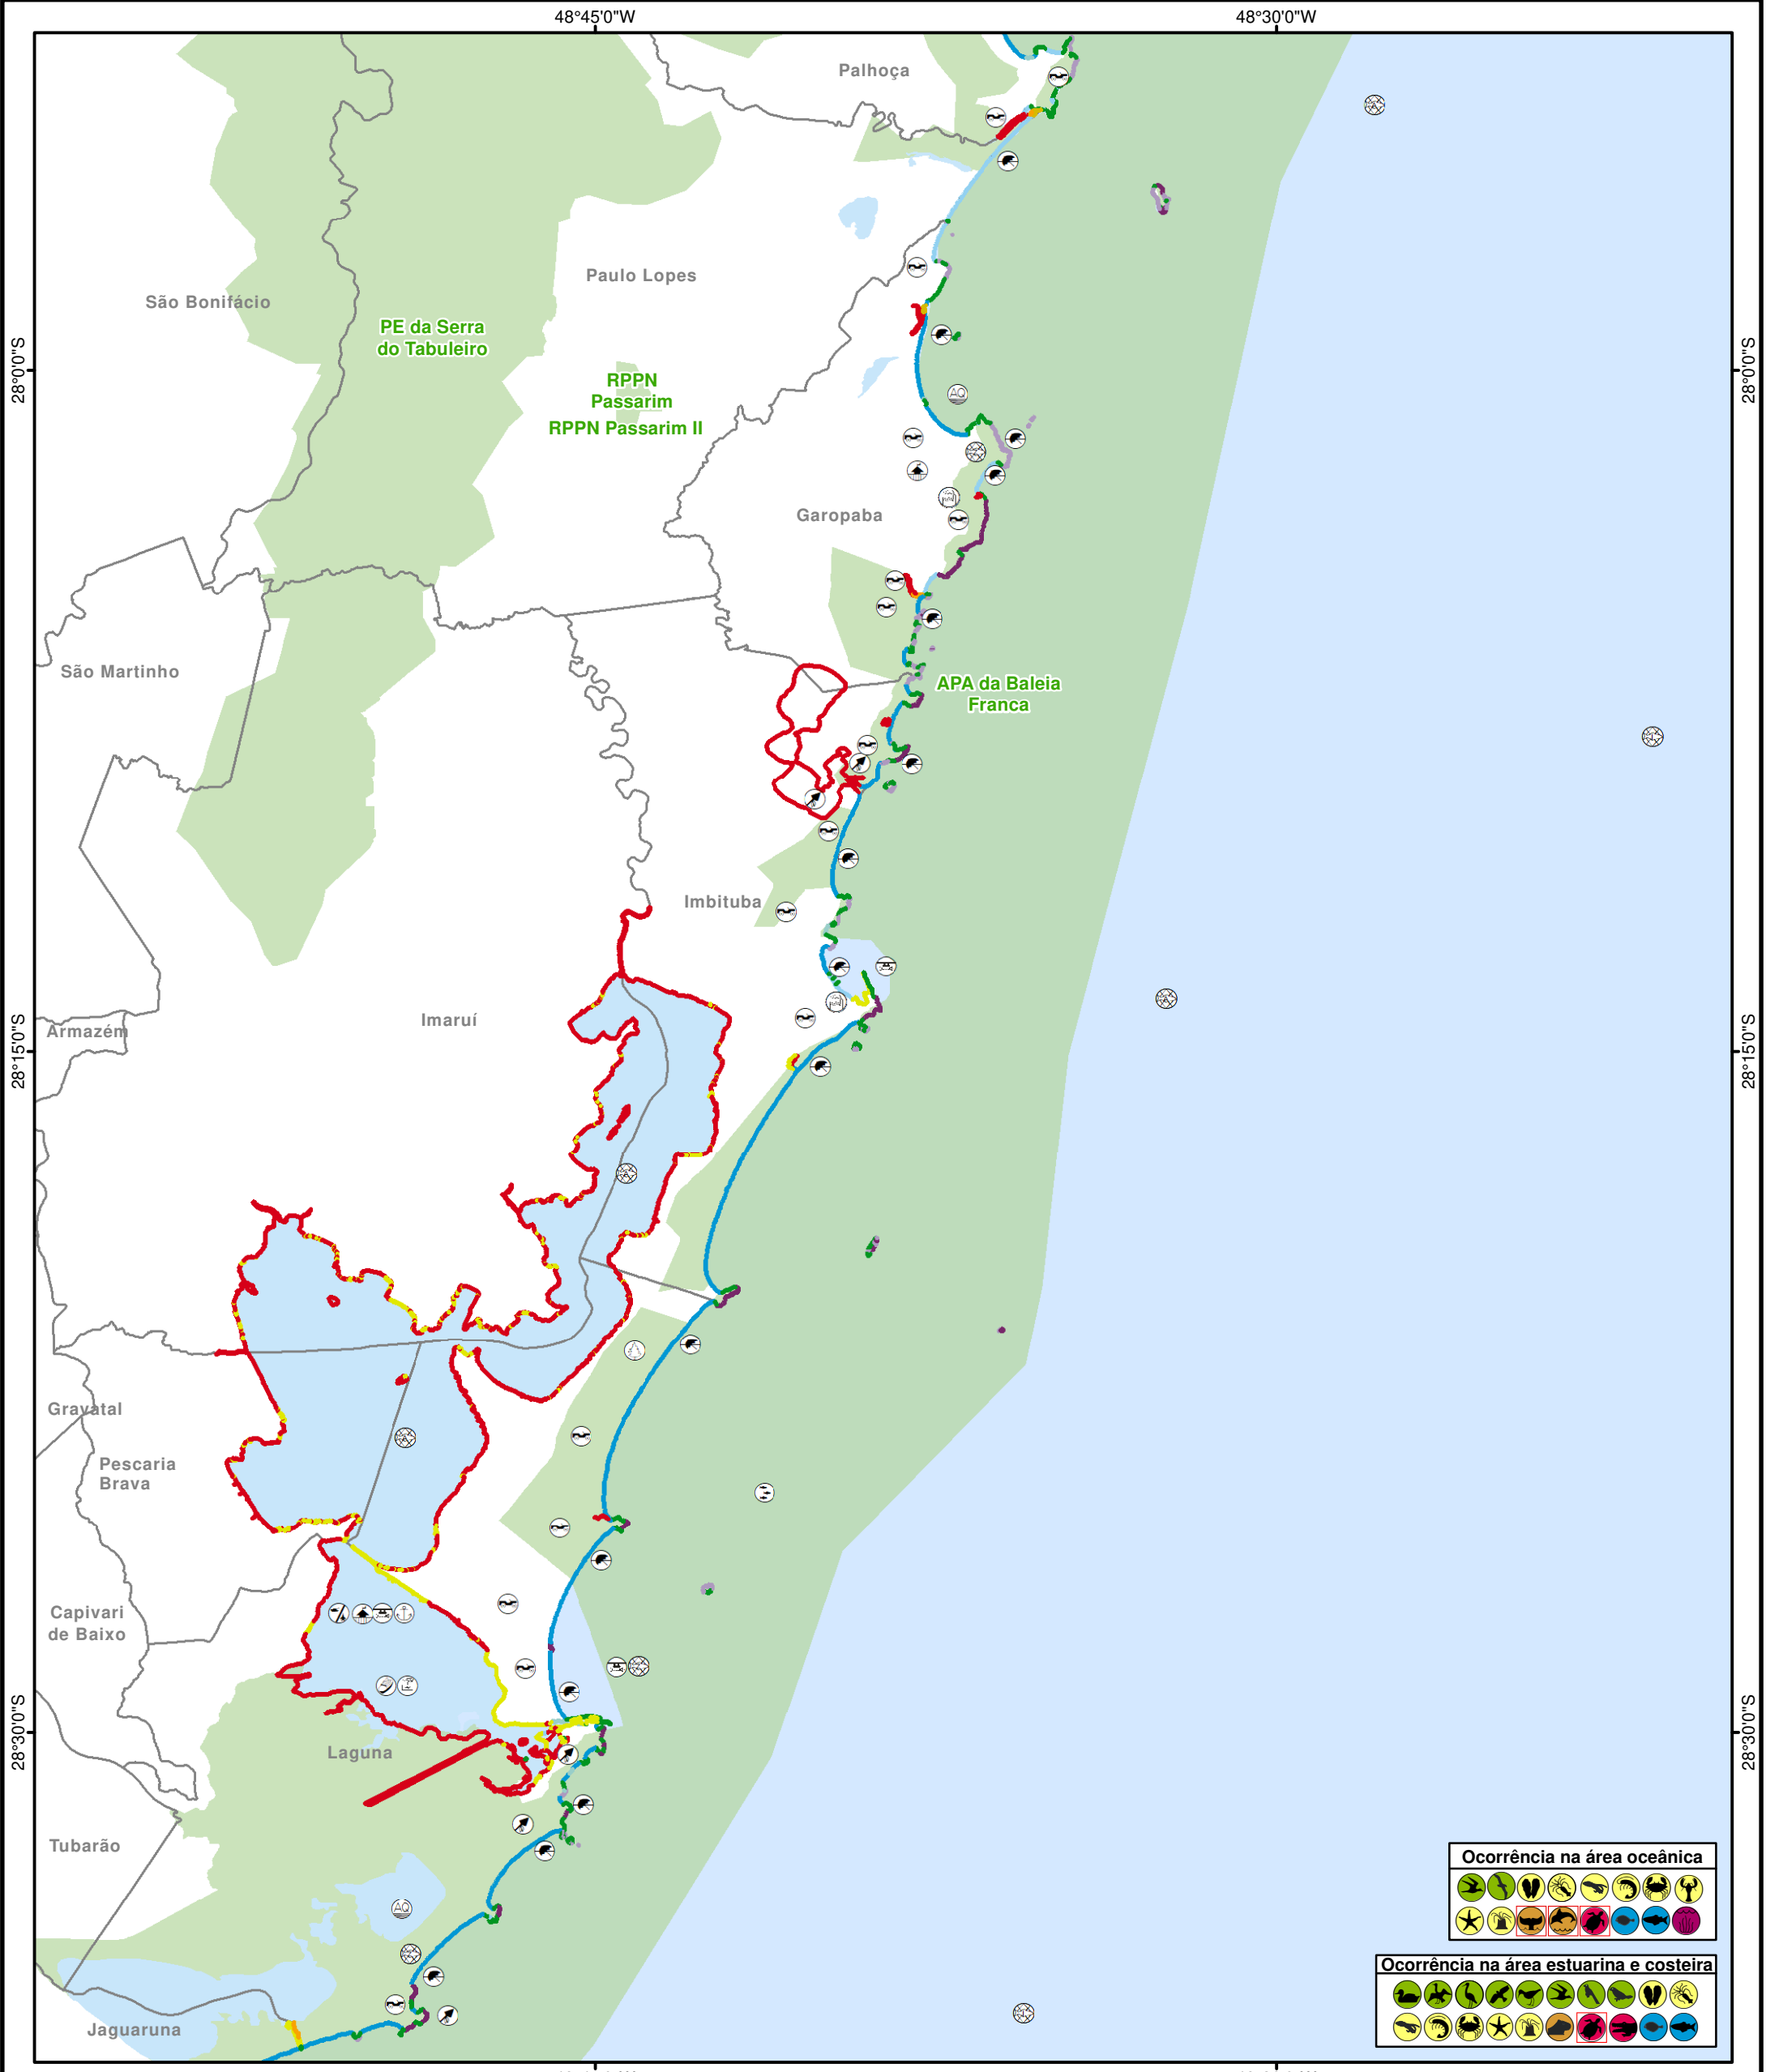 48°45'0"W
48°30'0"W
Palhoça
Paulo Lopes
São Bonifácio
PE da Serra
do Tabuleiro
28°0'0"S
28°0'0"S
RPPN
Passarim
RPPN Passarim II
AQ
Garopaba
São Martinho
APA da Baleia
Franca
Imbituba
Imaruí
Armazém
28°15'0"S
28°15'0"S
Gravatal
Pescaria
Brava
Capivari
de Baixo
28°30'0"S
28°30'0"S
Laguna
Tubarão
AQ
Jaguaruna
Ocorrência na área oceânica
Ocorrência na área estuarina e costeira